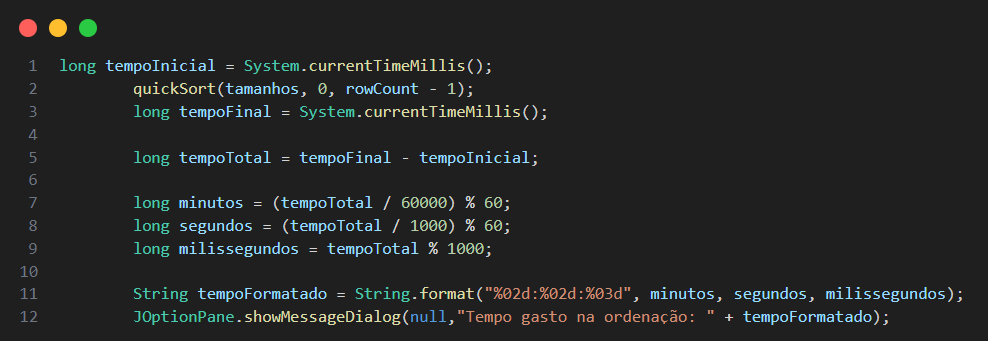 1 long tempoInicial = System.currentTimeMillis();
2 quickSort(tamanhos, 0, rowCount - 1);
3 long tempoFinal = System.currentTimeMillis();
4
5 long tempoTotal = tempoFinal - tempoInicial;
6
7 long minutos = (tempoTotal / 60000) % 60;
8 long segundos = (tempoTotal / 1000) % 60;
9 long milissegundos = tempoTotal % 1000;
10
11 String tempoFormatado = String.format("%02d:%02d:%03d", minutos, segundos, milissegundos);
12 JOptionPane.showMessageDialog(null,"Tempo gasto na ordenação: " + tempoFormatado);